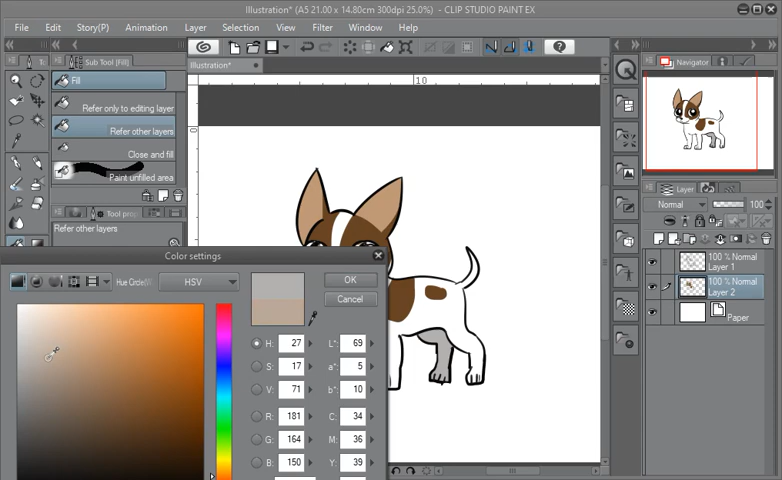 Illustration* (A5 21.00 x 14.80cm 300dpi 25.0%) - CLIP STUDIO PAINT EX
File Edit Story(P) Animation Layer Selection View Filter Window Help
Sub Tool [Fill]
Illustration*
Navigator
Fill
10
0
Refer only to editing layer
Refer other layers
Close and fill
Paint unfilled area
Tool prop
Refer other layers
Layer
Normal 100
100 % Normal
Layer 1
100 % Normal
Layer 2
Paper
Color settings
Hue Circle(
HSV
OK
Cancel
H: 27 L*: 69
S: 17 a*: 5
V: 71 b*: 10
R: 181 C: 34
G: 164 M: 36
B: 150 Y: 39